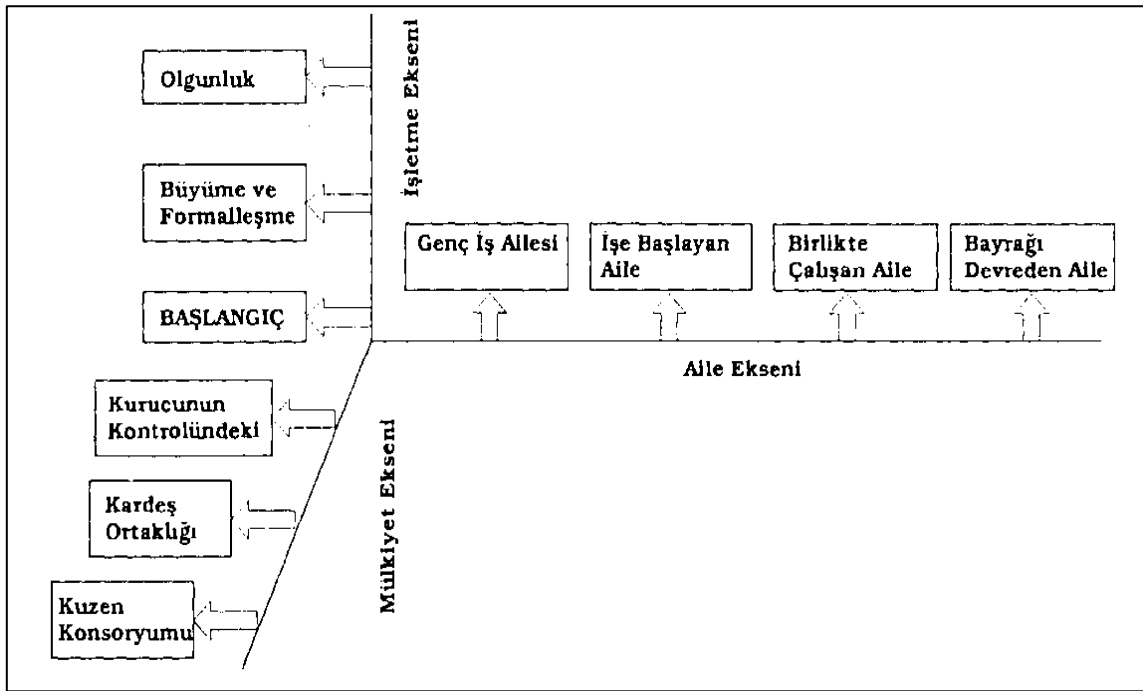 Olgunluk
İşletme Ekseni
Büyüme ve
Formalleşme
Genç İş Ailesi
İşe Başlayan
Aile
Birlikte
Çalışan Aile
Bayrağı
Devreden Aile
BAŞLANGIÇ
Aile Ekseni
Kurucunun
Kontrolündeki
Mülkiyet Ekseni
Kardeş
Ortaklığı
Kuzen
Konsoryumu